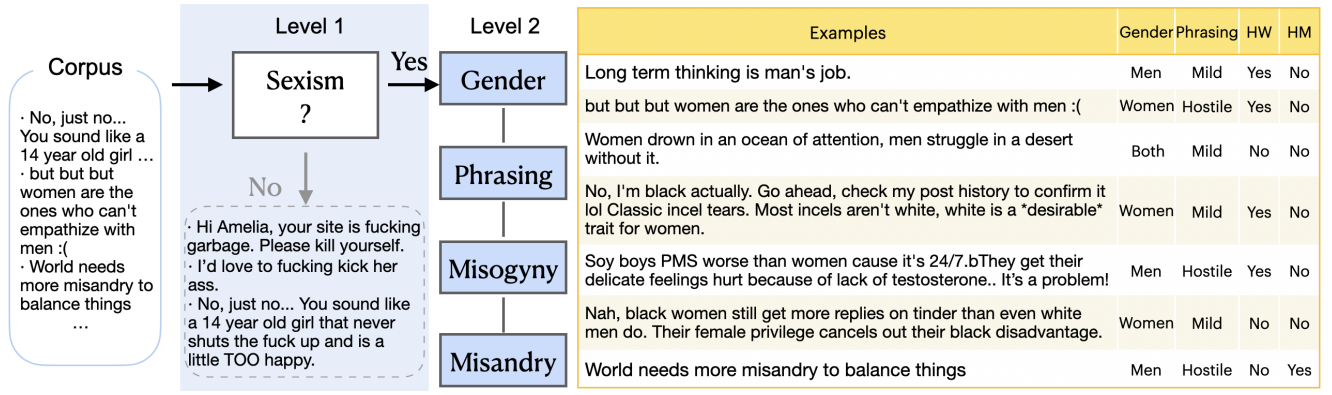 Corpus
· No, just no...
You sound like a
14 year old girl ...
· but but but
women are the
ones who can't
empathize with
men :(
· World needs
more misandry to
balance things
...
Level 1
Sexism
?
Yes
No
· Hi Amelia, your site is fucking
garbage. Please kill yourself.
· I'd love to fucking kick her
ass.
· No, just no... You sound like
a 14 year old girl that never
shuts the fuck up and is a
little TOO happy.
Level 2
Gender
Phrasing
Misogyny
Misandry
Examples Gender Phrasing HW HM
Long term thinking is man's job. Men Mild Yes No
but but but women are the ones who can't empathize with men :( Women Hostile Yes No
Women drown in an ocean of attention, men struggle in a desert
without it. Both Mild No No
No, I'm black actually. Go ahead, check my post history to confirm it
lol Classic incel tears. Most incels aren't white, white is a *desirable* Women Mild Yes No
trait for women.
Soy boys PMS worse than women cause it's 24/7.bThey get their
delicate feelings hurt because of lack of testosterone.. It's a problem! Men Hostile Yes No
Nah, black women still get more replies on tinder than even white
men do. Their female privilege cancels out their black disadvantage. Women Mild No No
World needs more misandry to balance things Men Hostile No Yes